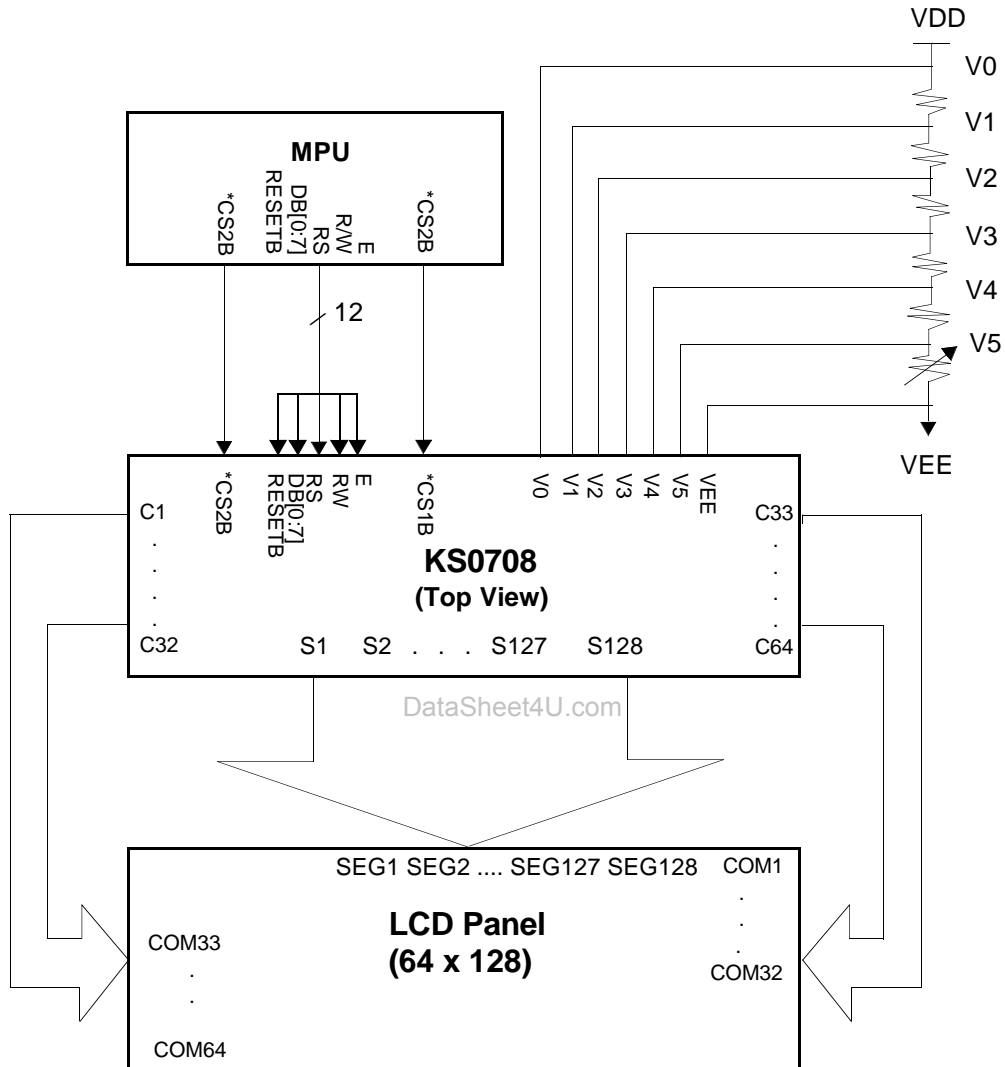 VDD
V0
V1
V2
V3
V4
V5
VEE
MPU
*CS2B
RESETB
DB[0:7]
RS
R/W
E
*CS2B
12
*CS2B
RESETB
DB[0:7]
RS
RW
E
*CS1B
V0
V1
V2
V3
V4
V5
VEE
C1
.
.
.
.
C32
KS0708
(Top View)
C33
.
.
.
.
C64
S1 S2 . . . S127 S128
DataSheet4U.com
SEG1 SEG2 .... SEG127 SEG128
COM1
.
.
.
COM32
LCD Panel
(64 x 128)
COM33
.
.
COM64